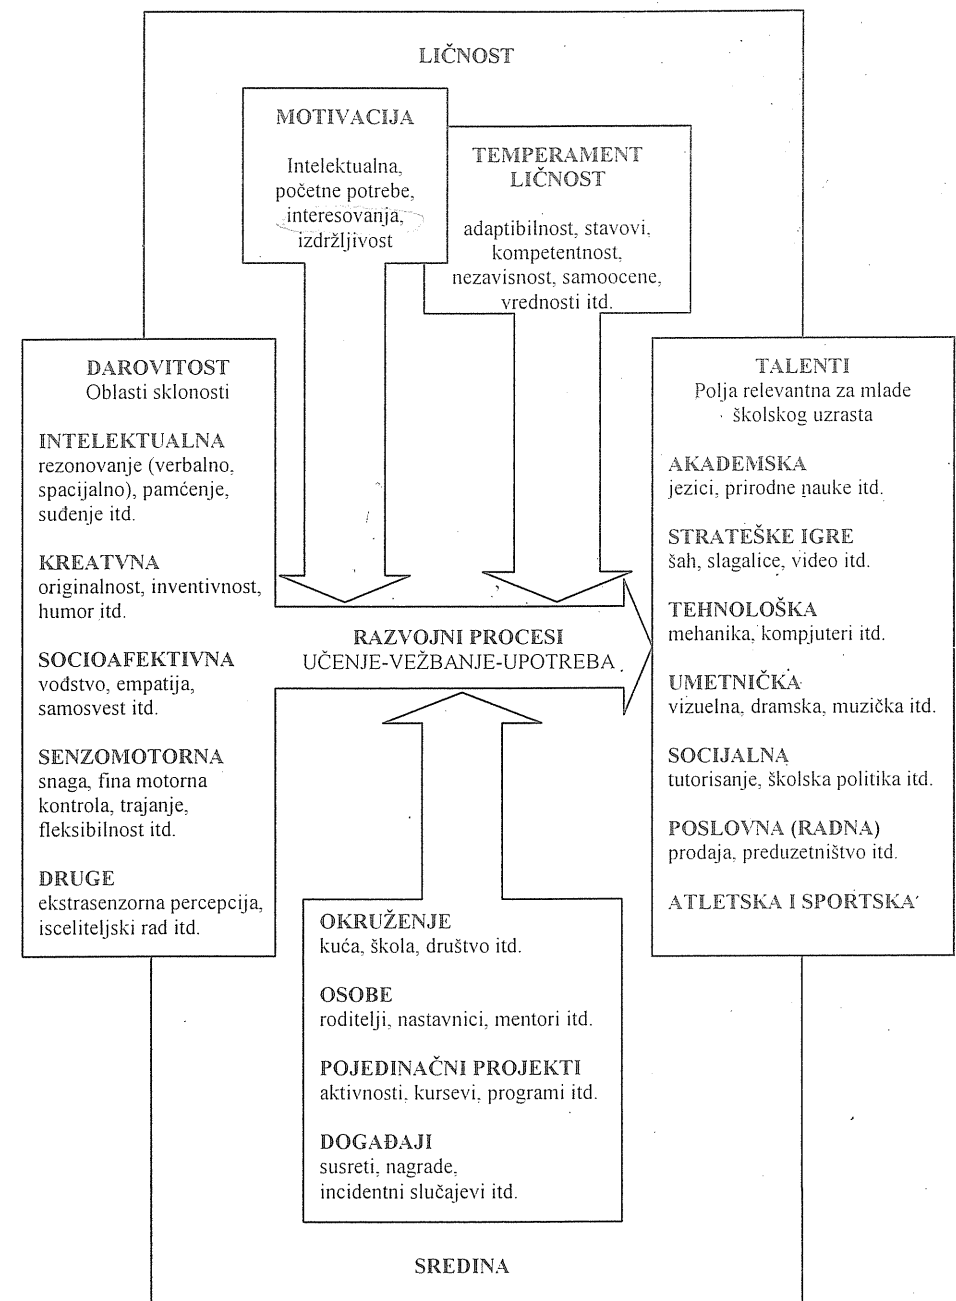 LIČNOST
MOTIVACIJA
Intelektualna,
početne potrebe,
interesovanja,
izdržljivost
TEMPERAMENT
LIČNOST
adaptibilnost, stavovi,
kompetentnost,
nezavisnost, samoocene,
vrednosti itd.
DAROVITOST
Oblasti sklonosti
INTELEKTUALNA
rezonovanje (verbalno,
spacijalno), pamćenje,
suđenje itd.
KREATVNA
originalnost, inventivnost,
humor itd.
SOCIOAFEKTIVNA
vođstvo, empatija,
samosvest itd.
SENZOMOTORNA
snaga, fina motorna
kontrola, trajanje,
fleksibilnost itd.
DRUGE
ekstrasenzorna percepcija,
isceliteljski rad itd.
RAZVOJNI PROCESI
UČENJE-VEŽBANJE-UPOTREBA
TALENTI
Polja relevantna za mlade
školskog uzrasta
AKADEMSKA
jezici, prirodne nauke itd.
STRATEŠKE IGRE
šah, slagalice, video itd.
TEHNOLOŠKA
mehanika, kompjuteri itd.
UMETNIČKA
vizuelna, dramska, muzička itd.
SOCIJALNA
tutorisanje, školska politika itd.
POSLOVNA (RADNA)
prodaja, preduzetništvo itd.
ATLETSKA I SPORTSKA
OKRUŽENJE
kuća, škola, društvo itd.
OSOBE
roditelji, nastavnici, mentori itd.
POJEDINAČNI PROJEKTI
aktivnosti, kursevi, programi itd.
DOGAĐAJI
susreti, nagrade,
incidentni slučajevi itd.
SREDINA